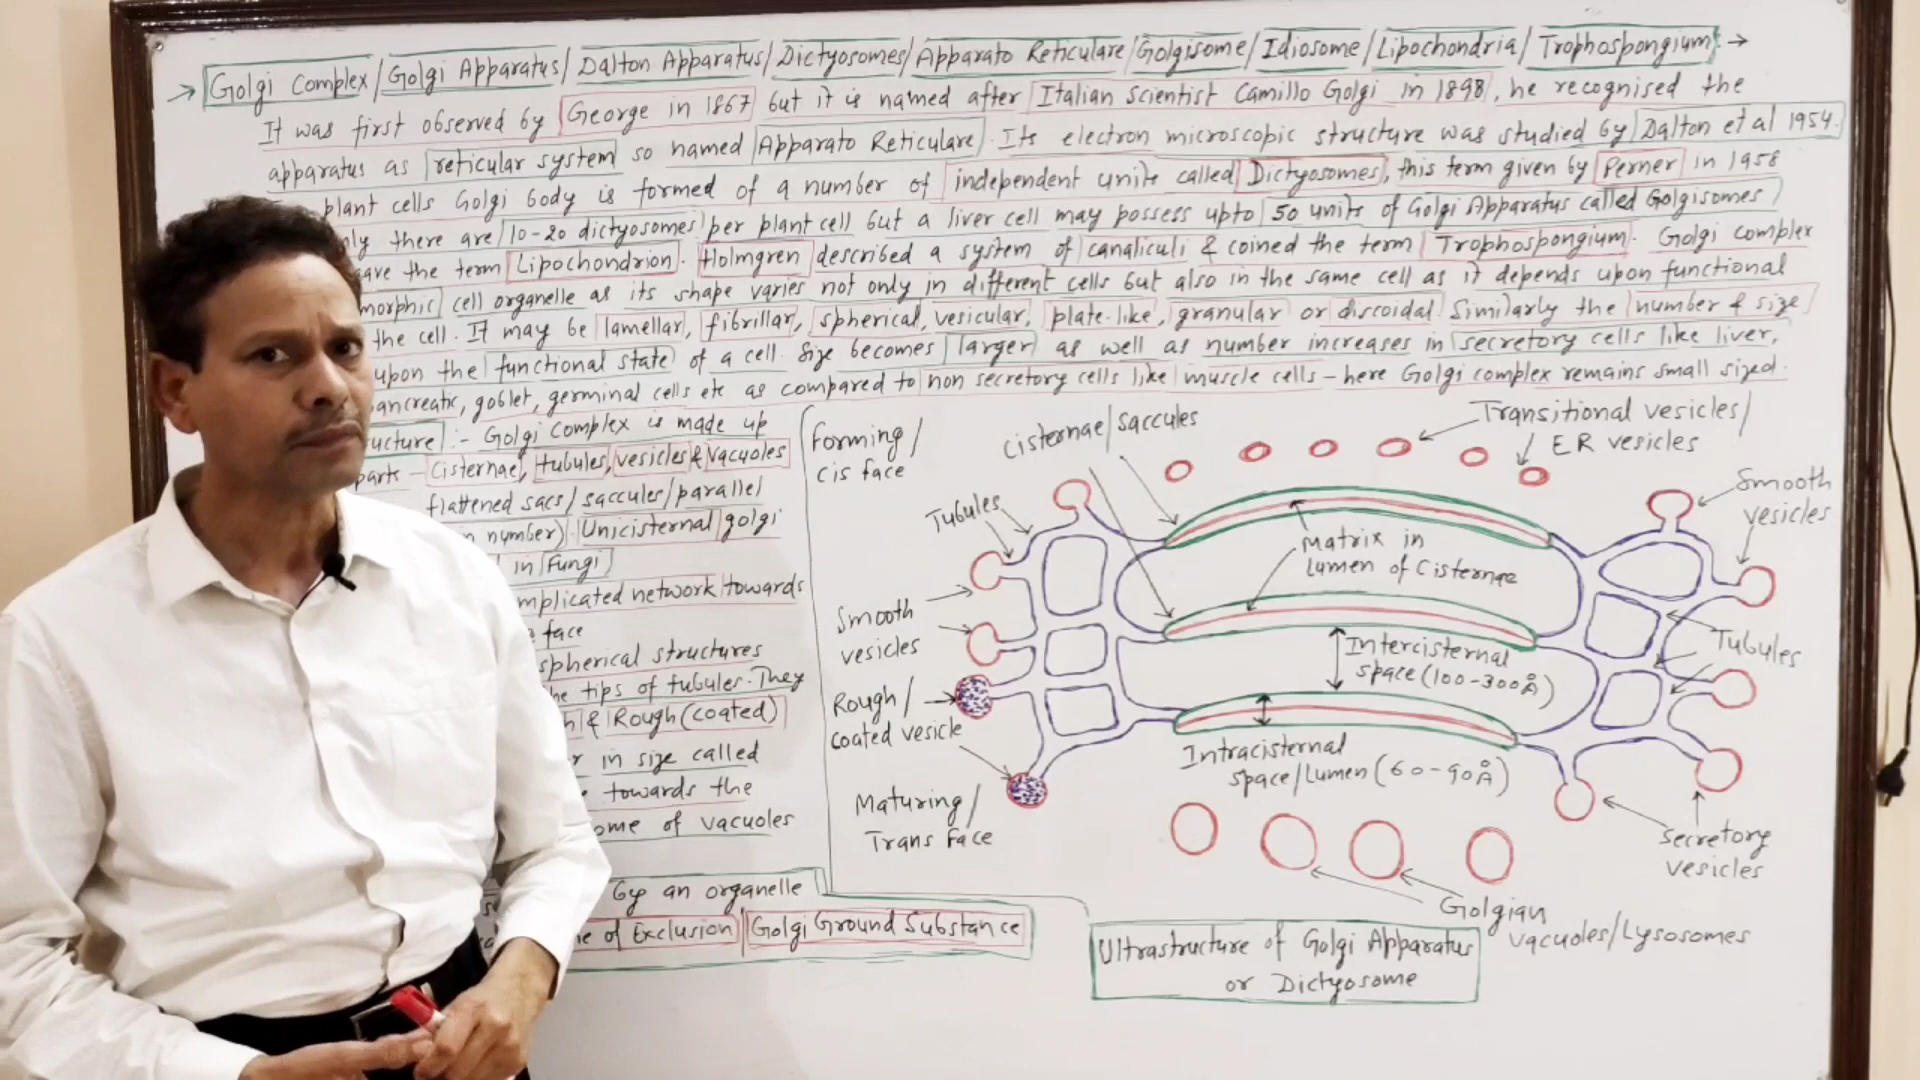 → Golgi Complex/Golgi Apparatus/Dalton Apparatus/Dictyosomes/Apparato Reticulare/Golgisome/Idiosome/Lipochondria/Trophospongium: →
It was first observed by George in 1867 but it is named after Italian Scientist Camillo Golgi in 1898, he recognised the
apparatus as reticular system so named Apparato Reticulare. Its electron microscopic structure was studied by Dalton et al 1954.
plant cells Golgi body is formed of a number of independent units called Dictyosomes, this term given by Perner in 1958
there are 10-20 dictyosomes per plant cell but a liver cell may possess upto 50 units of Golgi Apparatus called Golgisomes
the term Lipochondrion. Holmgren described a system of canaliculi & coined the term Trophospongium. Golgi complex
morphic cell organelle as its shape varies not only in different cells but also in the same cell as it depends upon functional
the cell. It may be lamellar, fibrillar, spherical, vesicular, plate-like, granular or discoidal Similarly the number & size
upon the functional state of a cell. Size becomes larger as well as number increases in secretory cells like liver,
pancreatic, goblet, germinal cells etc as compared to non secretory cells like muscle cells - here Golgi complex remains small sized.
ucture :- Golgi Complex is made up
parts - Cisternae, tubules, vesicles & vacuoles
flattened sacs/saccules/parallel
number) Unicisternal golgi
in Fungi
mplicated network towards
face
spherical structures
tips of tubules. They
& Rough (coated)
in size called
towards the
ome of vacuoles
by an organelle
of Exclusion Golgi Ground Substance
Forming/
cis face
Cisternae/saccules
Transitional vesicles/
ER vesicles
Tubules
Smooth
vesicles
Matrix in
Lumen of Cisternae
Smooth
vesicles
Intercisternal
space (100-300Å)
Tubules
Rough/
coated vesicle
Intracisternal
space/Lumen (60-90Å)
Maturing/
Trans Face
Secretory
vesicles
Golgian
vacuoles/Lysosomes
Ultrastructure of Golgi Apparatus
or Dictyosome